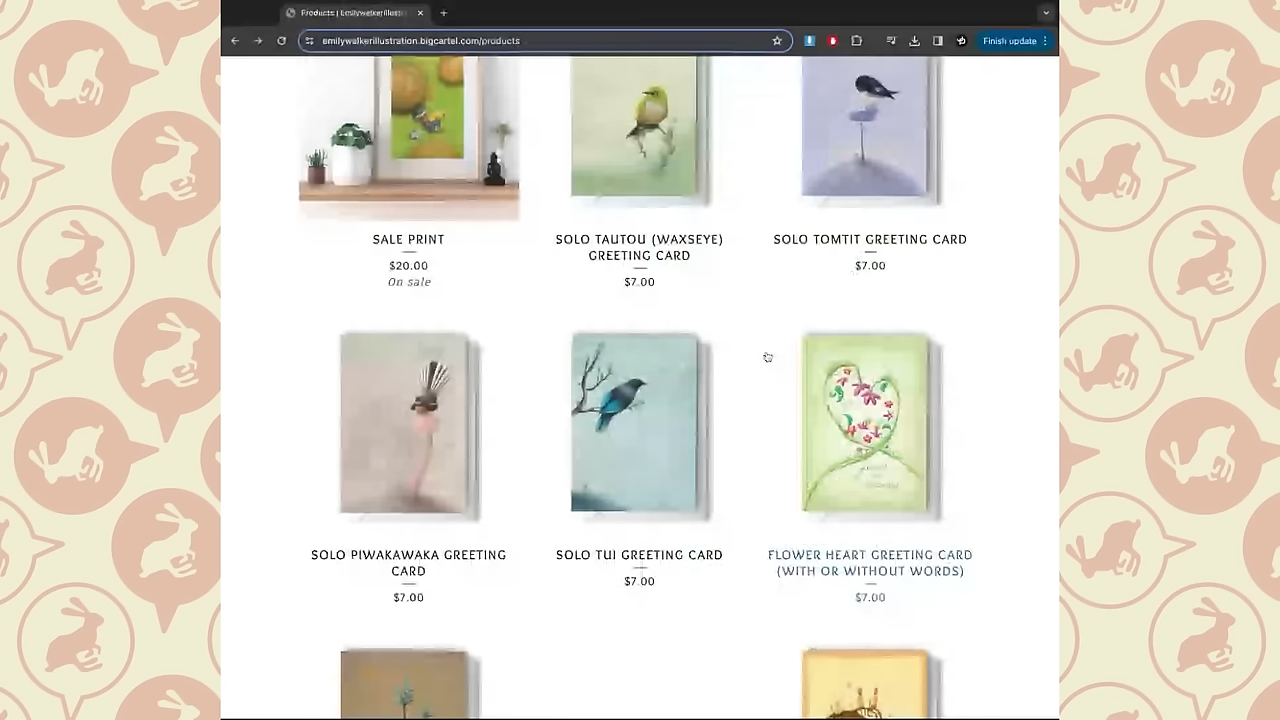 Products | Emilywalkerillustr
emilywalkerillustration.bigcartel.com/products
Finish update
SALE PRINT
$20.00
On sale
SOLO TAUTOU (WAXSEYE)
GREETING CARD
$7.00
SOLO TOMTIT GREETING CARD
$7.00
SOLO PIWAKAWAKA GREETING
CARD
$7.00
SOLO TUI GREETING CARD
$7.00
FLOWER HEART GREETING CARD
(WITH OR WITHOUT WORDS)
$7.00